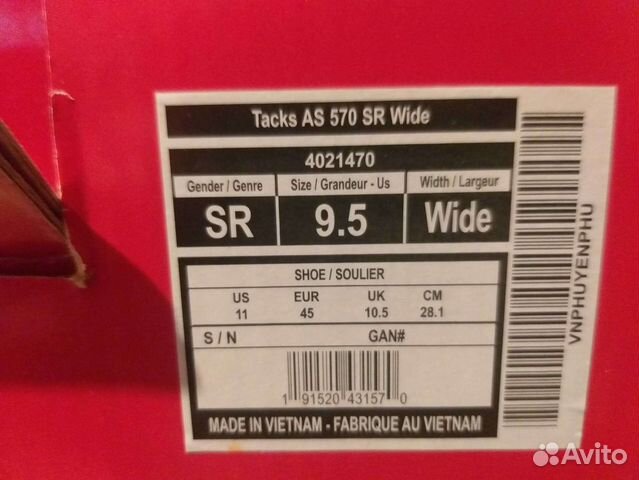 Tacks AS 570 SR Wide
4021470
Gender / Genre Size / Grandeur - Us Width / Largeur
SR 9.5 Wide
SHOE / SOULIER
US EUR UK CM
11 45 10.5 28.1
S / N GAN#
1 91520 43157 0
MADE IN VIETNAM - FABRIQUE AU VIETNAM
VNPHUYENPHU
Avito